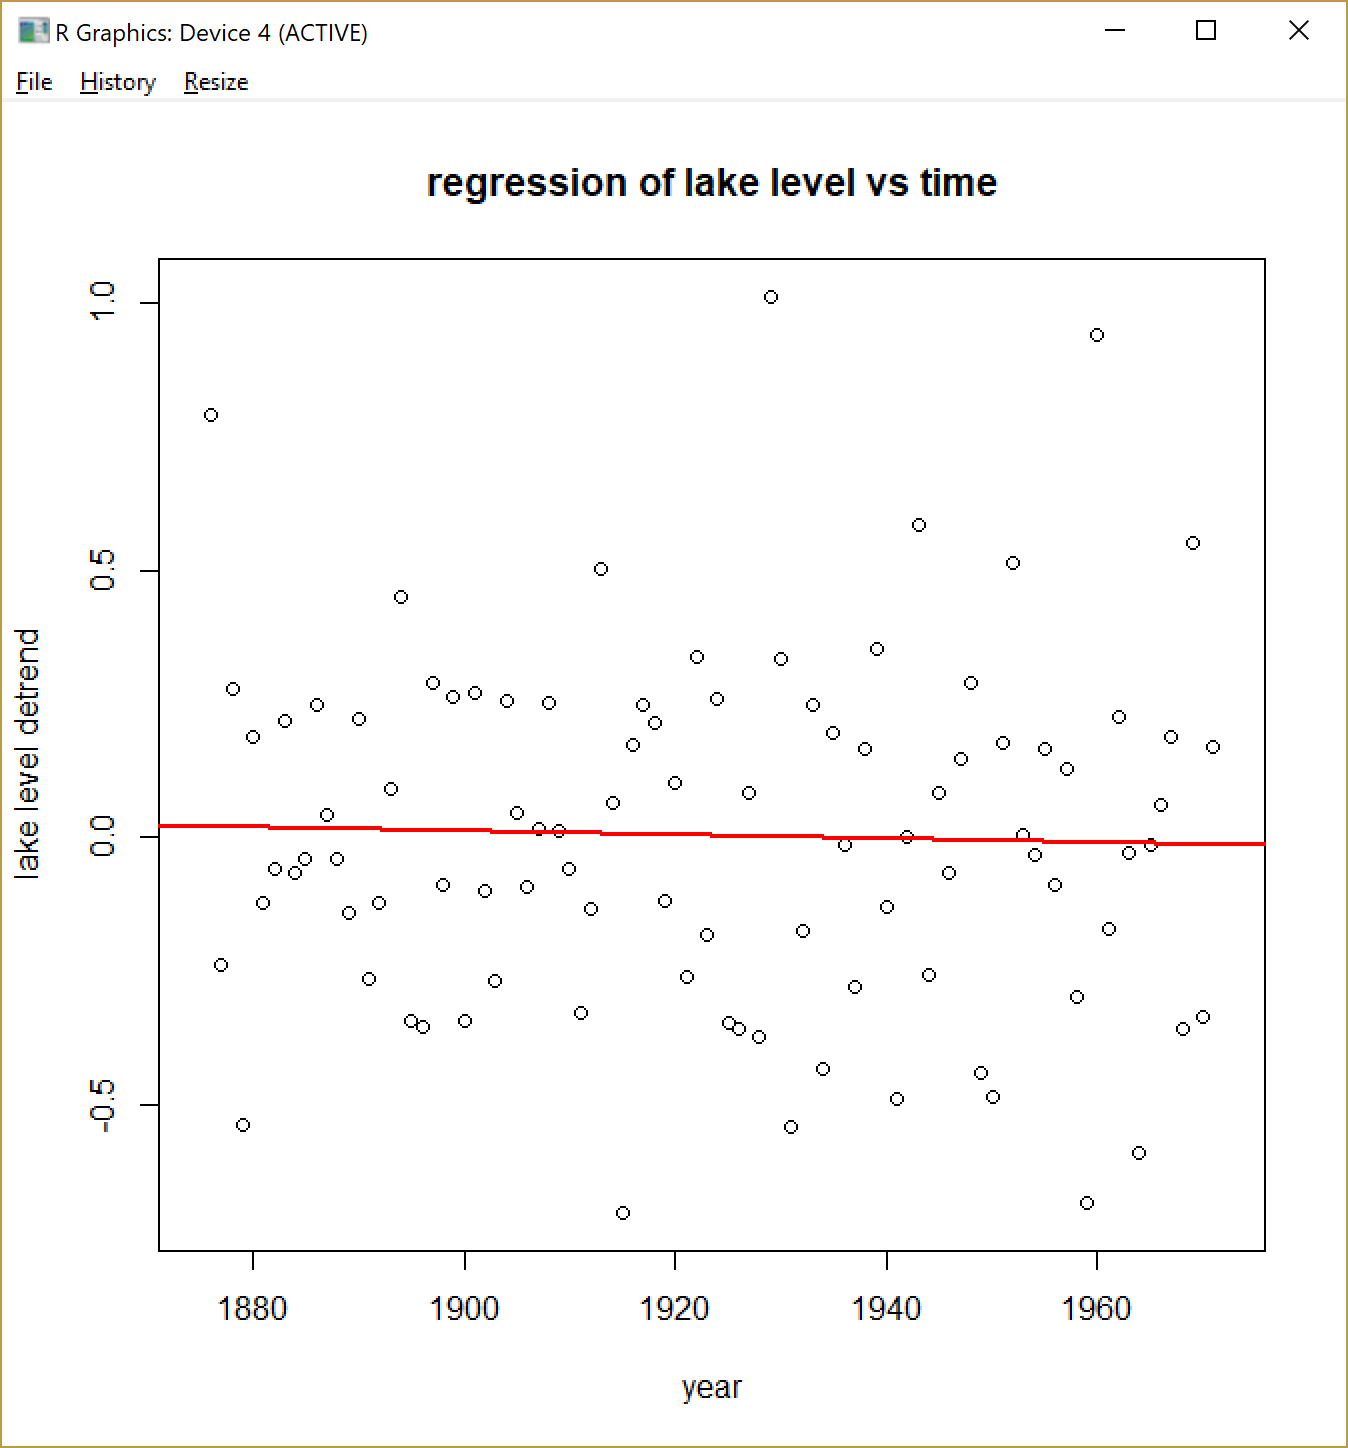 R Graphics: Device 4 (ACTIVE)
File History Resize
regression of lake level vs time
lake level detrend
1.0
0.5
0.0
-0.5
1880 1900 1920 1940 1960
year